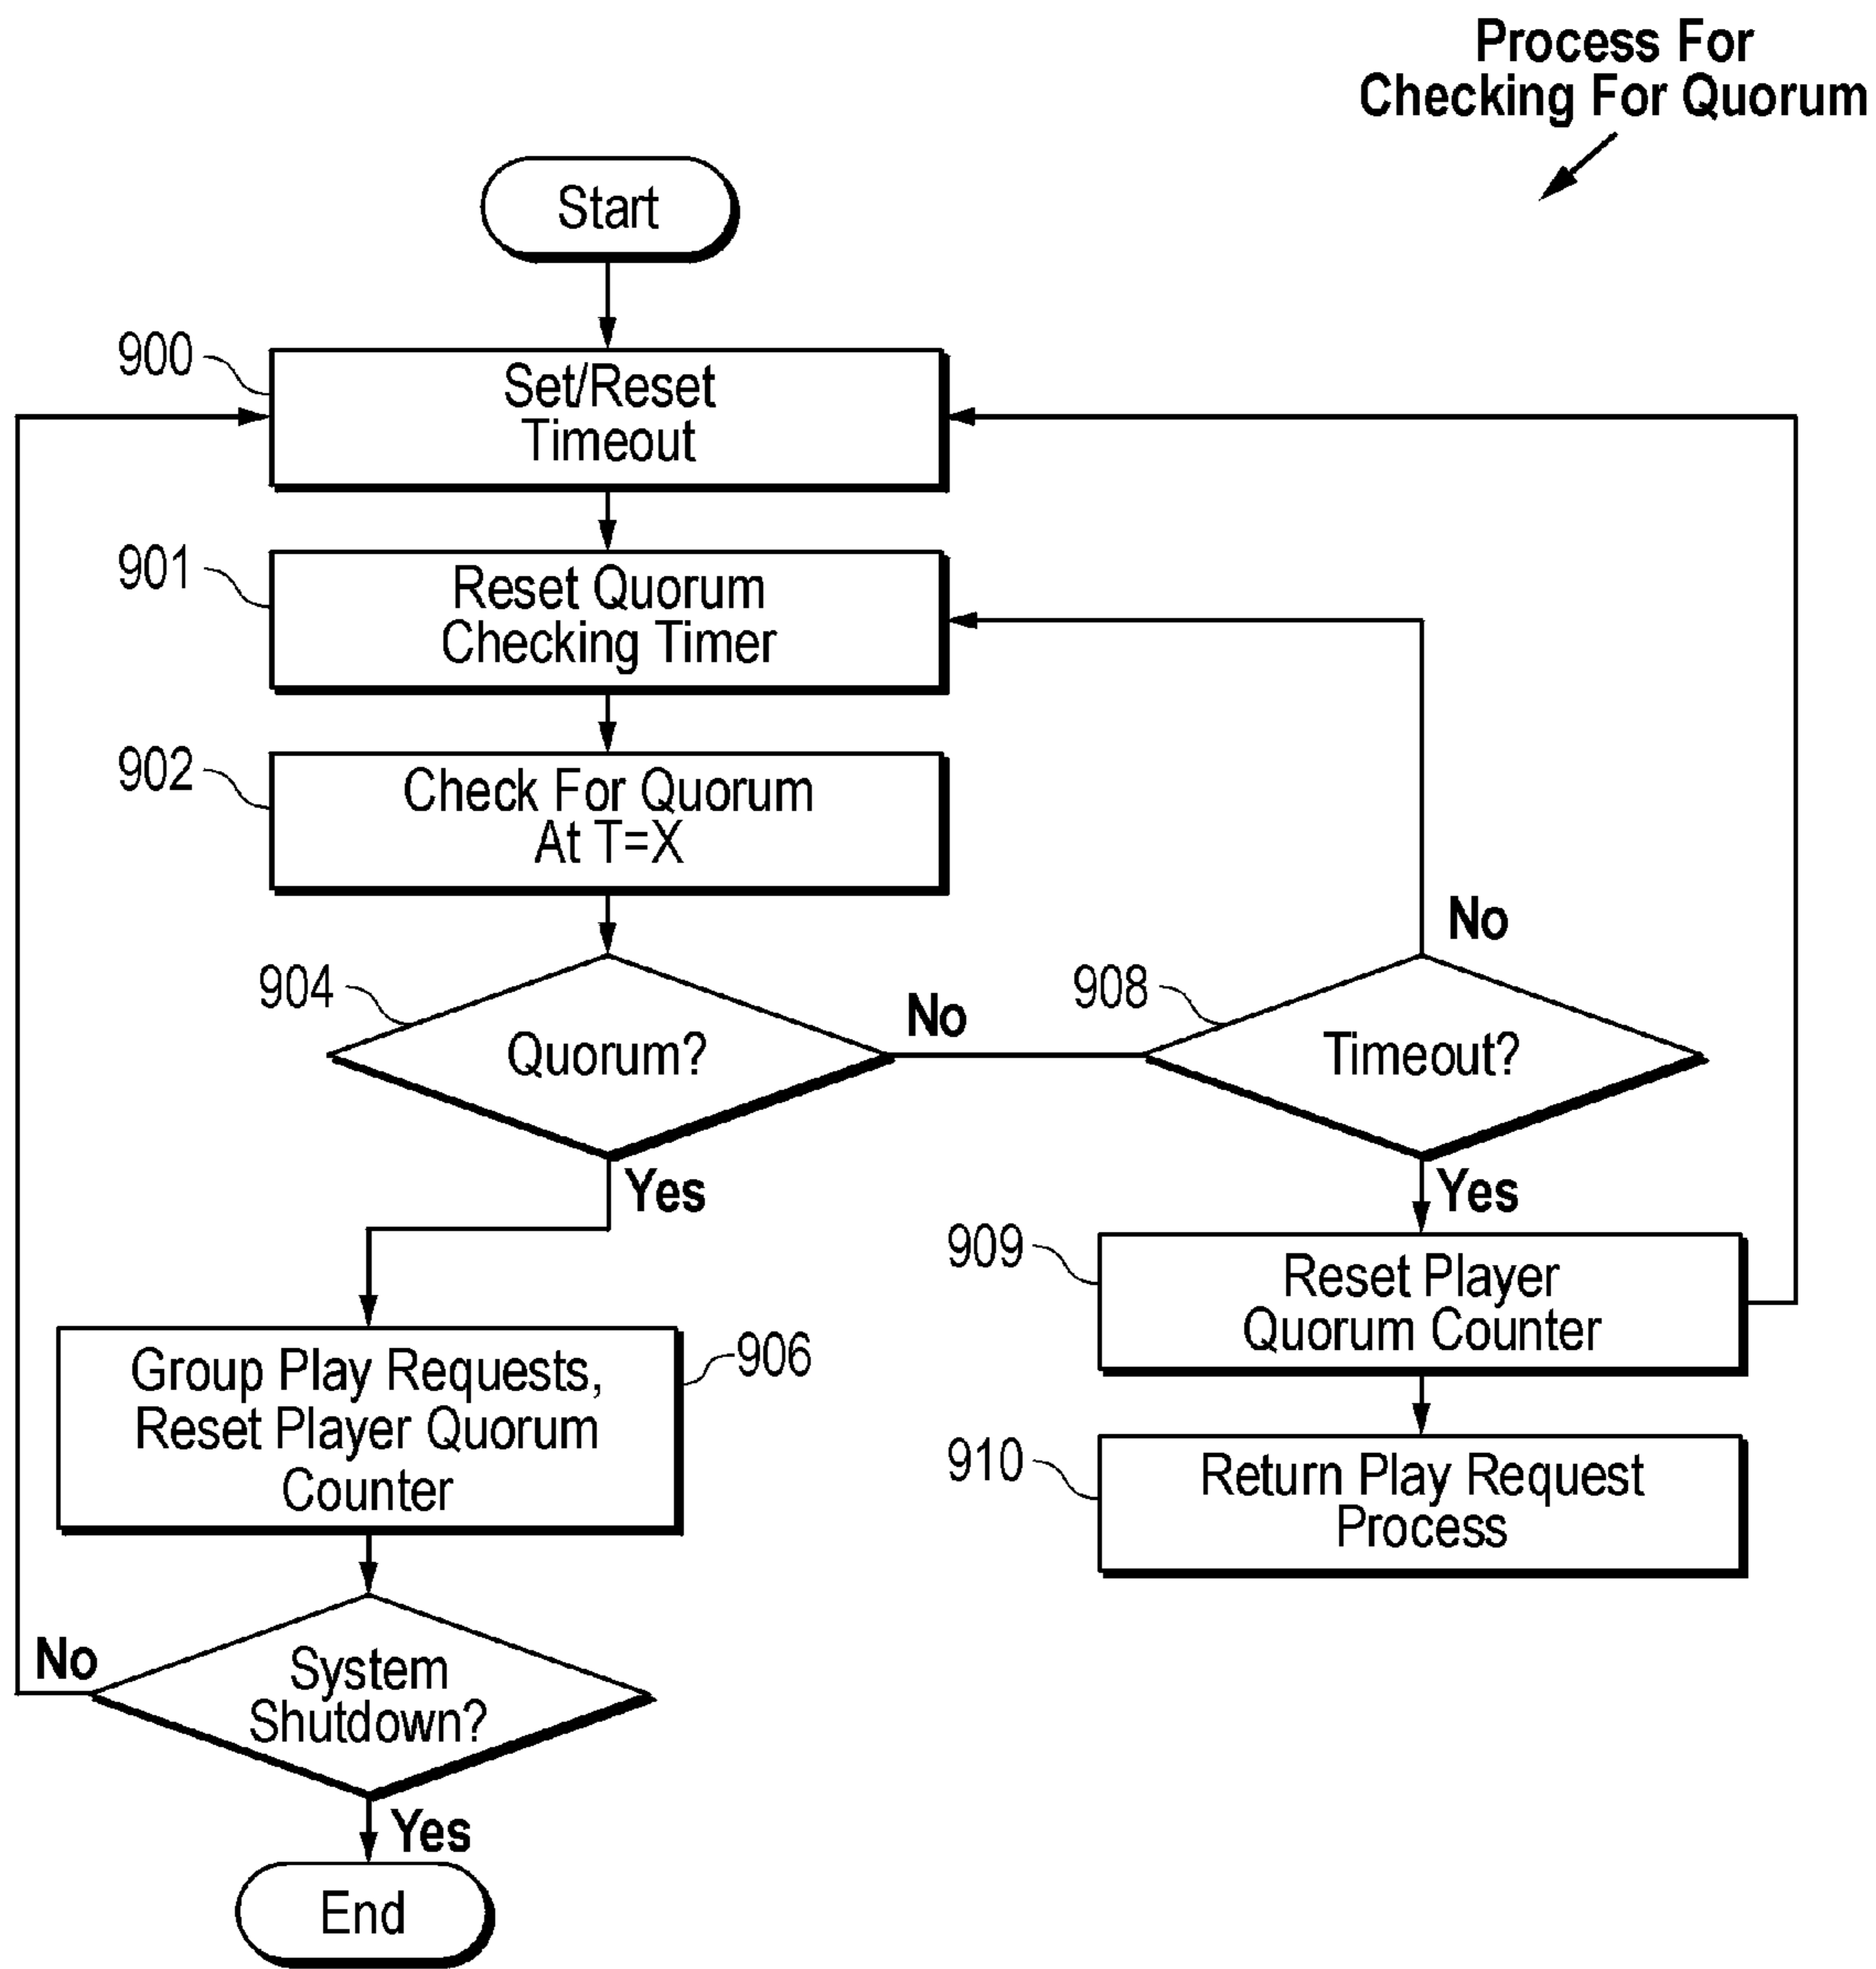 Process For
Checking For Quorum
Start
900
Set/Reset
Timeout
901
Reset Quorum
Checking Timer
902
Check For Quorum
At T=X
No
904
Quorum?
No
908
Timeout?
Yes
Yes
909
Reset Player
Quorum Counter
Group Play Requests,
Reset Player Quorum
Counter
906
910
Return Play Request
Process
No
System
Shutdown?
Yes
End